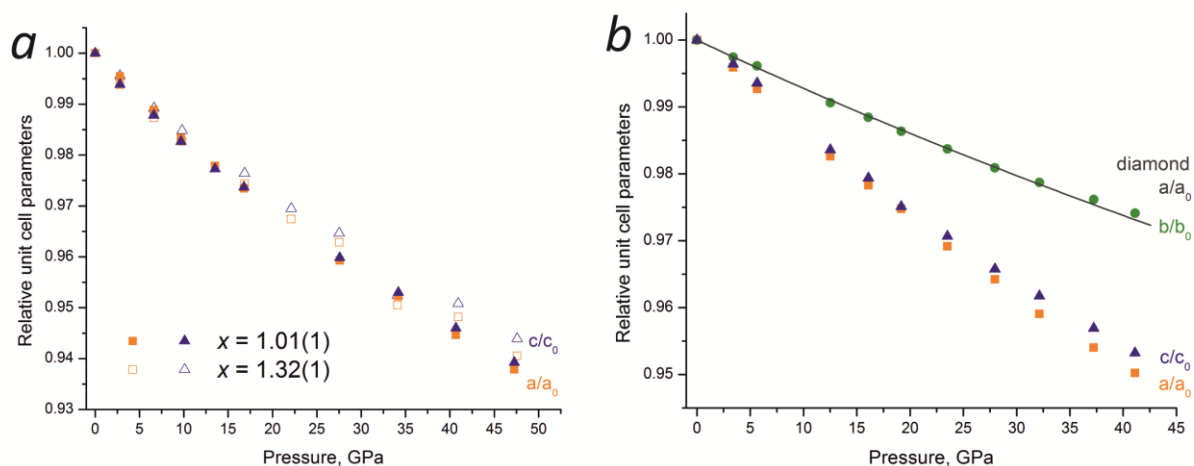 a
Relative unit cell parameters
1.00
0.99
0.98
0.97
0.96
0.95
0.94
0.93
x = 1.01(1)
x = 1.32(1)
c/c0
a/a0
0 5 10 15 20 25 30 35 40 45 50
Pressure, GPa
b
Relative unit cell parameters
1.00
0.99
0.98
0.97
0.96
0.95
diamond
a/a0
b/b0
c/c0
a/a0
0 5 10 15 20 25 30 35 40 45
Pressure, GPa